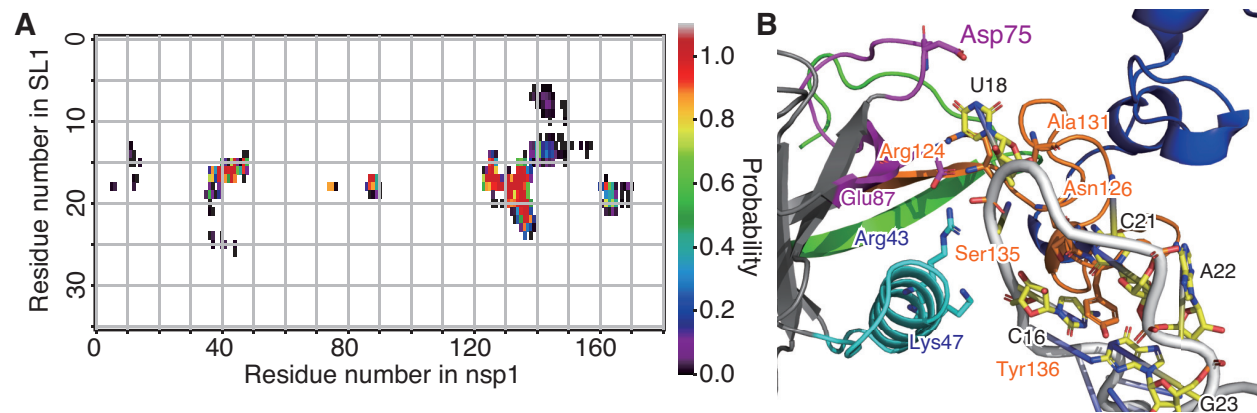 A
Residue number in SL1
0
10
20
30
0
40
80
120
160
Residue number in nsp1
1.0
0.8
0.6
0.4
0.2
0.0
Probability
B
Asp75
U18
Ala131
Arg124
Asn126
Glu87
C21
Arg43
Ser135
A22
C16
Lys47
Tyr136
G23